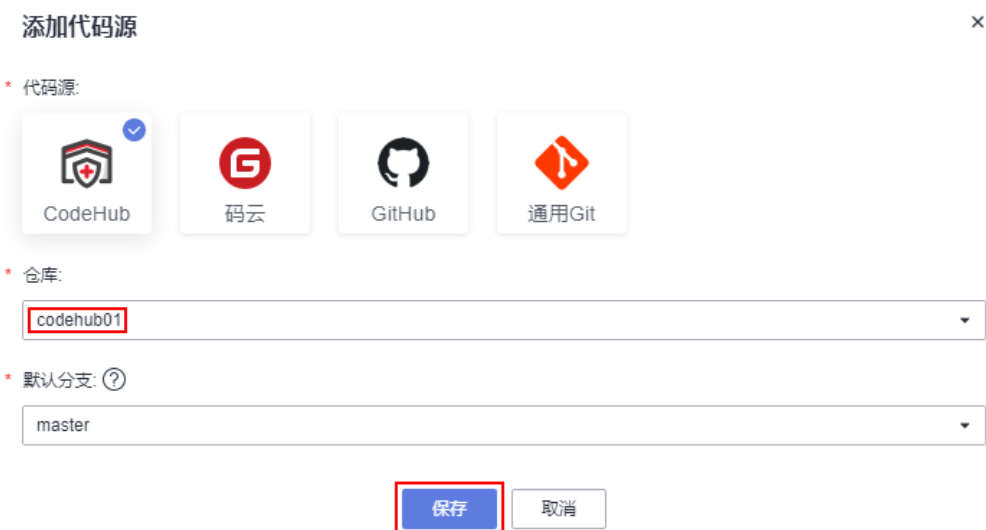 添加代码源
* 代码源:
CodeHub 码云 GitHub 通用Git
* 仓库:
codehub01
* 默认分支: ?
master
保存 取消